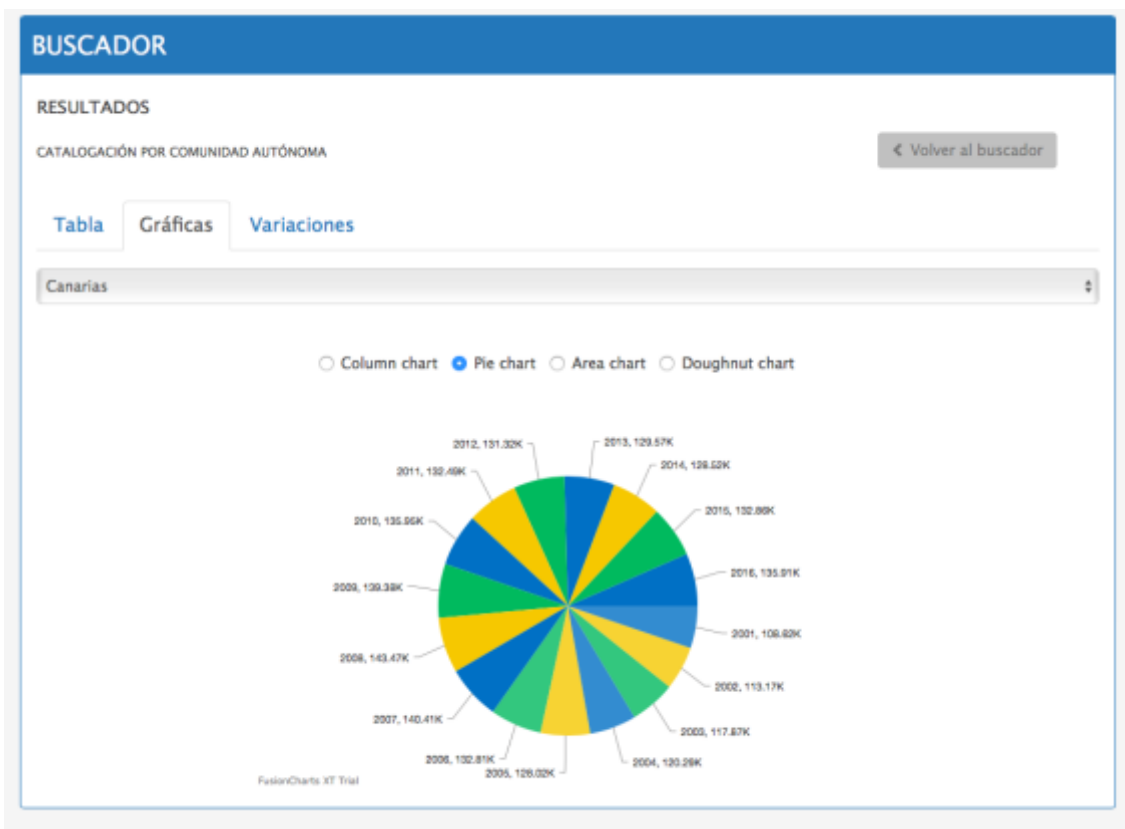 BUSCADOR
RESULTADOS
CATALOGACIÓN POR COMUNIDAD AUTÓNOMA
Volver al buscador
Tabla
Gráficas
Variaciones
Canarias
Column chart
Pie chart
Area chart
Doughnut chart
2012, 131.32K
2013, 129.57K
2011, 132.49K
2014, 128.52K
2010, 135.95K
2015, 132.86K
2009, 139.38K
2016, 135.91K
2008, 143.47K
2001, 108.82K
2007, 140.41K
2002, 113.17K
2006, 132.81K
2003, 117.87K
2005, 128.02K
2004, 120.29K
FusionCharts XT Trial